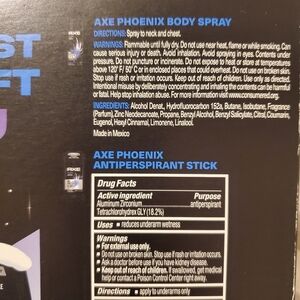 ST
FT
AXE PHOENIX BODY SPRAY
DIRECTIONS: Spray to neck and chest.
WARNINGS: Flammable until fully dry. Do not use near heat, flame or while smoking. Can
cause serious injury or death. Avoid inhalation. Avoid spraying in eyes. Contents under
pressure. Do not puncture or incinerate. Do not expose to heat or store at temperatures
above 120°F/ 50°C or in enclosed places that could overheat. Do not use on broken skin.
Stop use if rash or irritation occurs. Keep out of reach of children. Use only as directed.
Intentional misuse by deliberately concentrating and inhaling the contents can be harmful
or fatal. Help stop inhalation abuse. For more information visit www.consumered.org.
INGREDIENTS: Alcohol Denat., Hydrofluorocarbon 152a, Butane, Isobutane, Fragrance
(Parfum), Zinc Neodecanoate, Propane, Benzyl Alcohol, Benzyl Salicylate, Citral, Coumarin,
Eugenol, Hexyl Cinnamal, Limonene, Linalool.
Made in Mexico
AXE PHOENIX
ANTIPERSPIRANT STICK
Drug Facts
Active ingredient Purpose
Aluminum Zirconium antiperspirant
Tetrachlorohydrex GLY (18.2%)
Uses ▪ reduces underarm wetness
Warnings
▪ For external use only.
▪ Do not use on broken skin. ▪ Stop use if rash or irritation occurs.
▪ Ask a doctor before use if you have kidney disease.
▪ Keep out of reach of children. If swallowed, get medical
help or contact a Poison Control Center right away.
Directions ▪ apply to underarms only